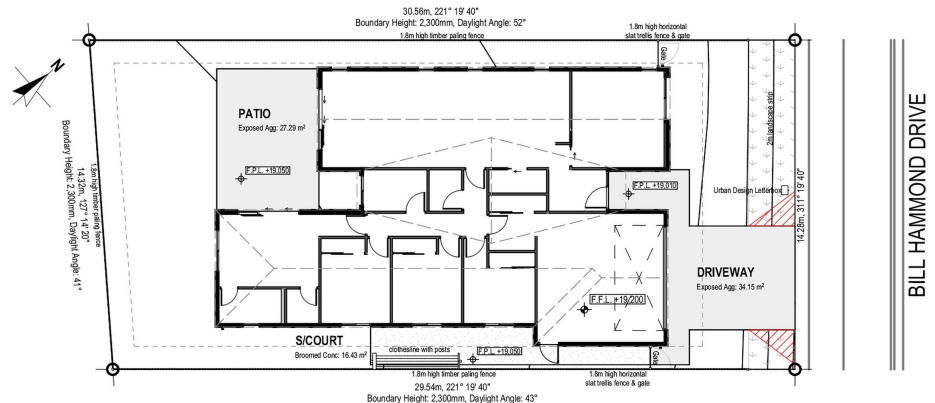 30.56m, 221° 19' 40"
Boundary Height: 2,300mm, Daylight Angle: 52°
1.8m high timber paling fence
1.8m high horizontal
slat trellis fence & gate
Gate
N
PATIO
Exposed Agg: 27.29 m²
F.P.L. +19,050
F.P.L. +19,010
2m landscape strip
Urban Design Letterbox
14.28m, 311° 19' 40"
BILL HAMMOND DRIVE
1.8m high timber paling fence
14.32m, 127° 14' 20"
Boundary Height: 2,300mm, Daylight Angle: 41°
DRIVEWAY
Exposed Agg: 34.15 m²
F.F.L. +19,200
S/COURT
Broomed Conc: 16.43 m²
clothesline with posts
F.P.L. +19,050
Gate
1.8m high timber paling fence
1.8m high horizontal
slat trellis fence & gate
29.54m, 221° 19' 40"
Boundary Height: 2,300mm, Daylight Angle: 43°